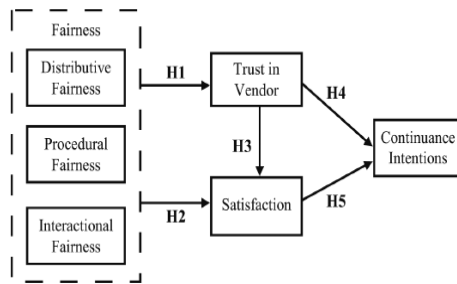 Fairness
Distributive
Fairness
Procedural
Fairness
Interactional
Fairness
H1
H2
Trust in
Vendor
H3
Satisfaction
H4
H5
Continuance
Intentions